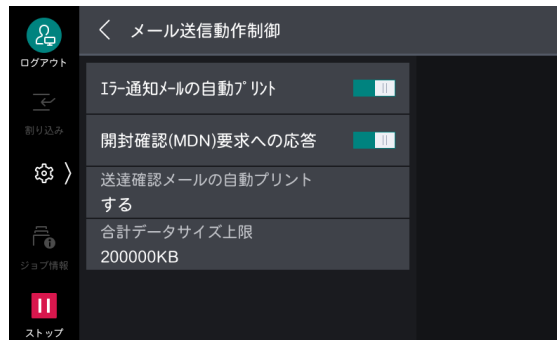 メール送信動作制御
ログアウト
エラー通知メールの自動プリント
割り込み
開封確認(MDN)要求への応答
送達確認メールの自動プリント
する
合計データサイズ上限
200000KB
ジョブ情報
ストップ